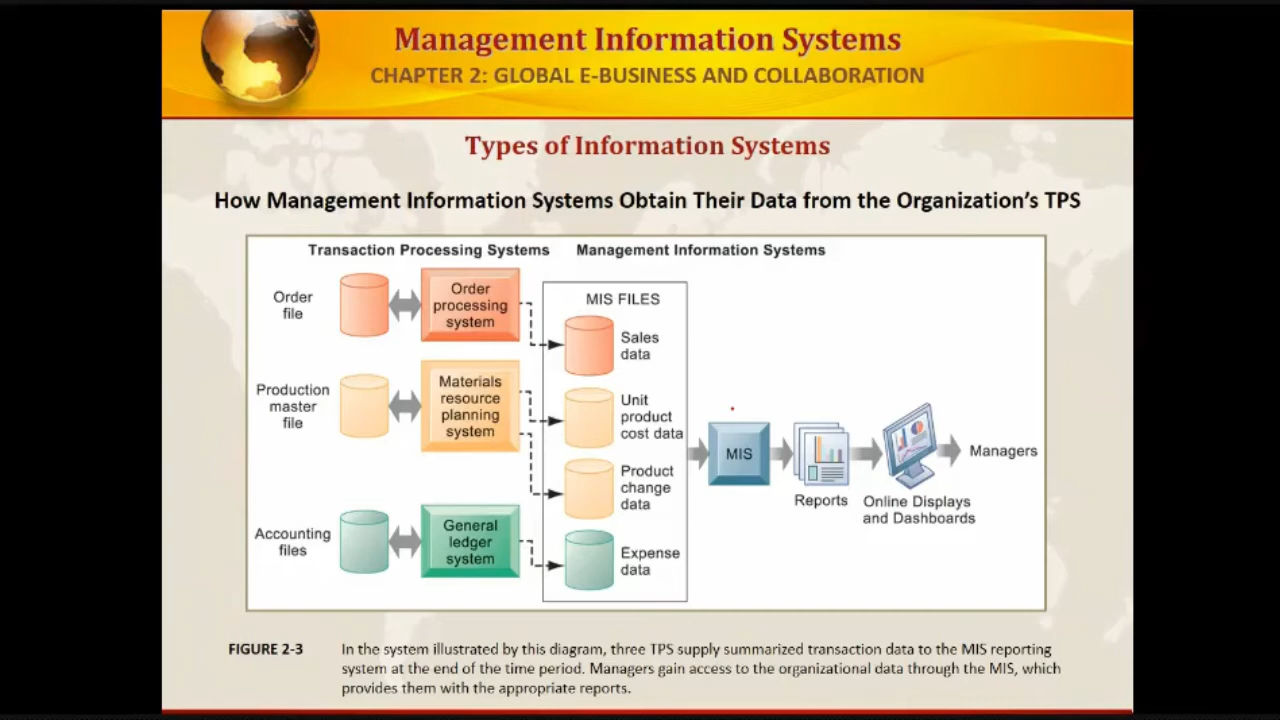 Management Information Systems
CHAPTER 2: GLOBAL E-BUSINESS AND COLLABORATION
Types of Information Systems
How Management Information Systems Obtain Their Data from the Organization's TPS
Transaction Processing Systems
Management Information Systems
Order
file
Order
processing
system
Production
master
file
Materials
resource
planning
system
Accounting
files
General
ledger
system
MIS FILES
Sales
data
Unit
product
cost data
Product
change
data
Expense
data
MIS
Reports
Online Displays
and Dashboards
Managers
FIGURE 2-3
In the system illustrated by this diagram, three TPS supply summarized transaction data to the MIS reporting
system at the end of the time period. Managers gain access to the organizational data through the MIS, which
provides them with the appropriate reports.